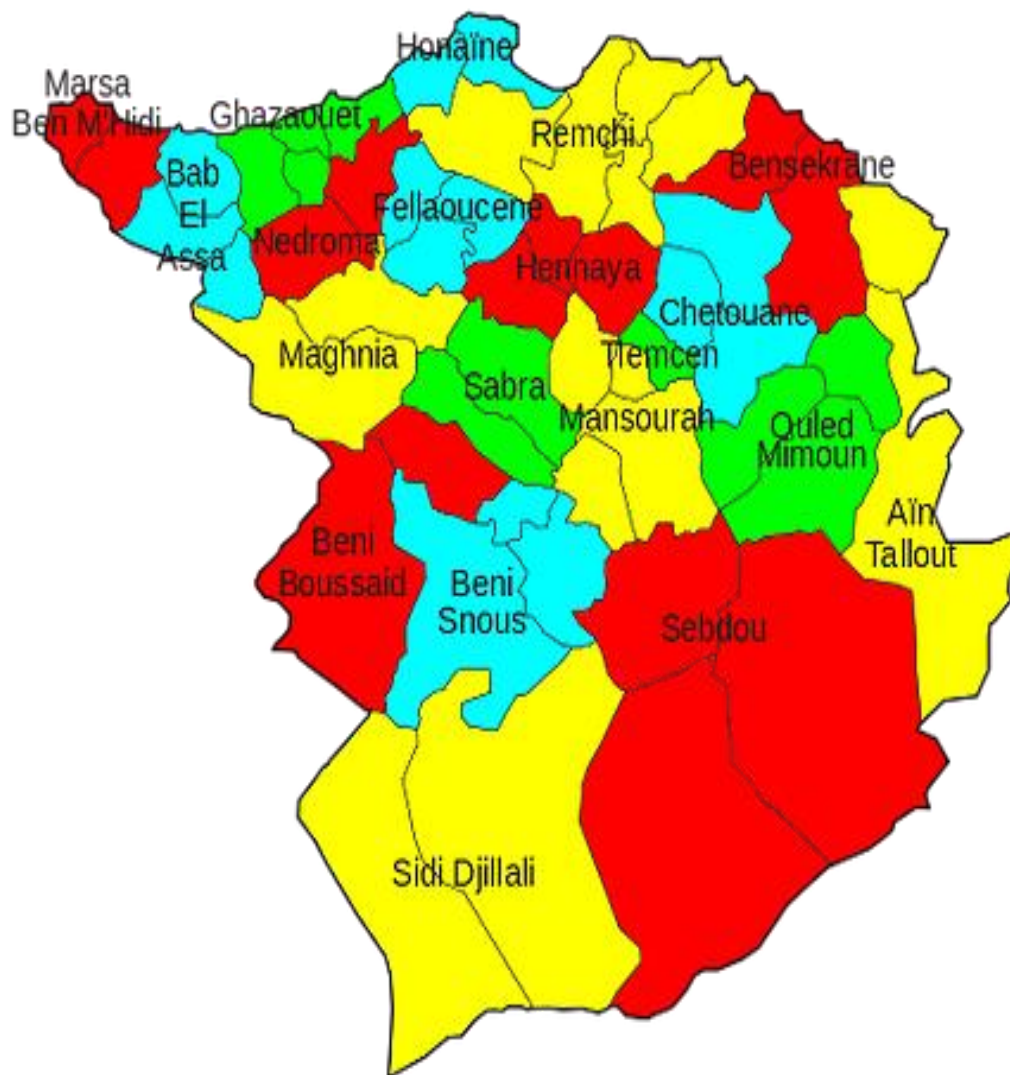 Honaïne
Marsa
Ben M'Hidi
Ghazaouet
Remchi
Bensekrane
Bab
El
Assa
Fellaoucene
Nedroma
Hennaya
Chetouane
Maghnia
Tlemcen
Sabra
Mansourah
Ouled
Mimoun
Aïn
Tallout
Beni
Boussaid
Beni
Snous
Sebdou
Sidi Djillali